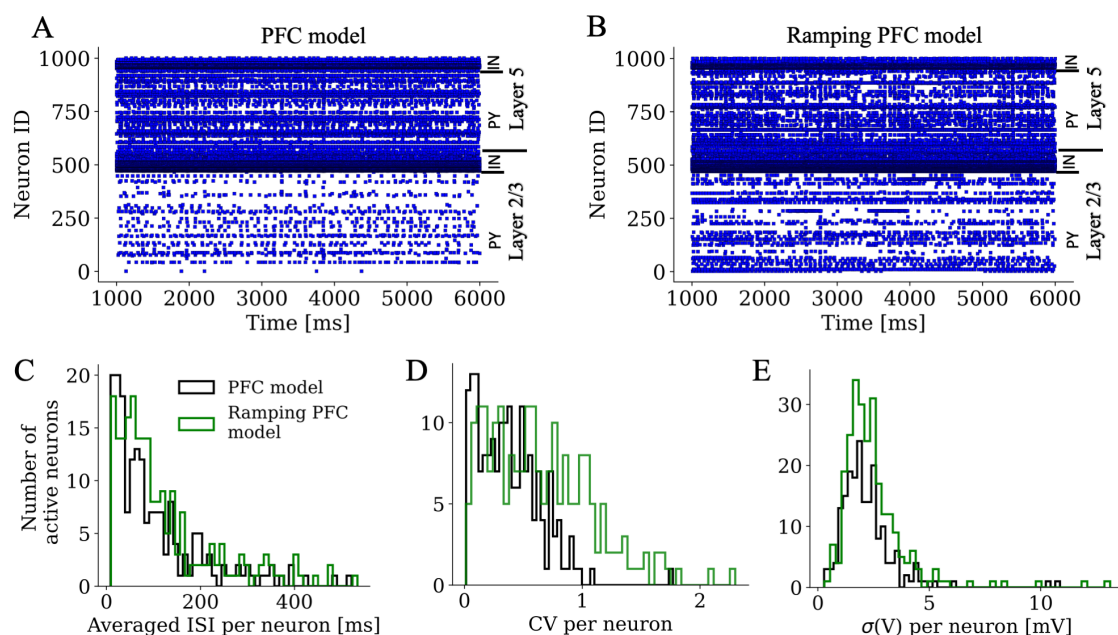 A
PFC model
1000
750
500
250
0
Neuron ID
1000 2000 3000 4000 5000 6000
Time [ms]
IN
PY
Layer 5
IN
PY
Layer 2/3
B
Ramping PFC model
1000
750
500
250
0
Neuron ID
1000 2000 3000 4000 5000 6000
Time [ms]
IN
PY
Layer 5
IN
PY
Layer 2/3
C
20
15
10
5
0
Number of
active neurons
PFC model
Ramping PFC
model
0 200 400
Averaged ISI per neuron [ms]
D
10
5
0
0 1 2
CV per neuron
E
30
20
10
0
0 5 10
σ(V) per neuron [mV]